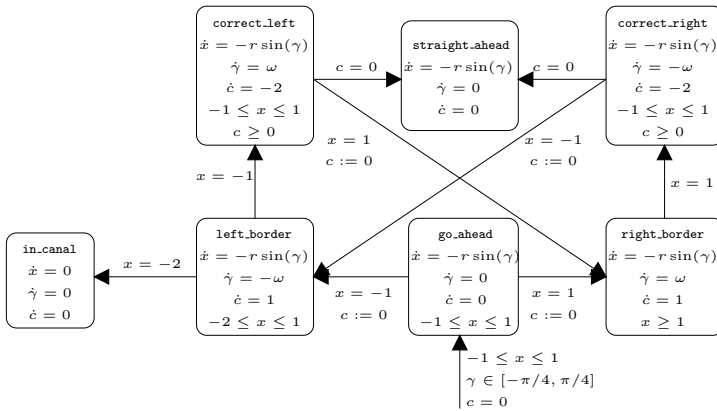 correct_left
ẋ = −r sin(γ)
γ̇ = ω
ċ = −2
−1 ≤ x ≤ 1
c ≥ 0
c = 0
straight_ahead
ẋ = −r sin(γ)
γ̇ = 0
ċ = 0
c = 0
correct_right
ẋ = −r sin(γ)
γ̇ = −ω
ċ = −2
−1 ≤ x ≤ 1
c ≥ 0
x = 1
c := 0
x = −1
c := 0
x = −1
x = 1
in_canal
ẋ = 0
γ̇ = 0
ċ = 0
x = −2
left_border
ẋ = −r sin(γ)
γ̇ = −ω
ċ = 1
−2 ≤ x ≤ 1
x = −1
c := 0
go_ahead
ẋ = −r sin(γ)
γ̇ = 0
ċ = 0
−1 ≤ x ≤ 1
x = 1
c := 0
right_border
ẋ = −r sin(γ)
γ̇ = ω
ċ = 1
x ≥ 1
−1 ≤ x ≤ 1
γ ∈ [−π/4, π/4]
c = 0